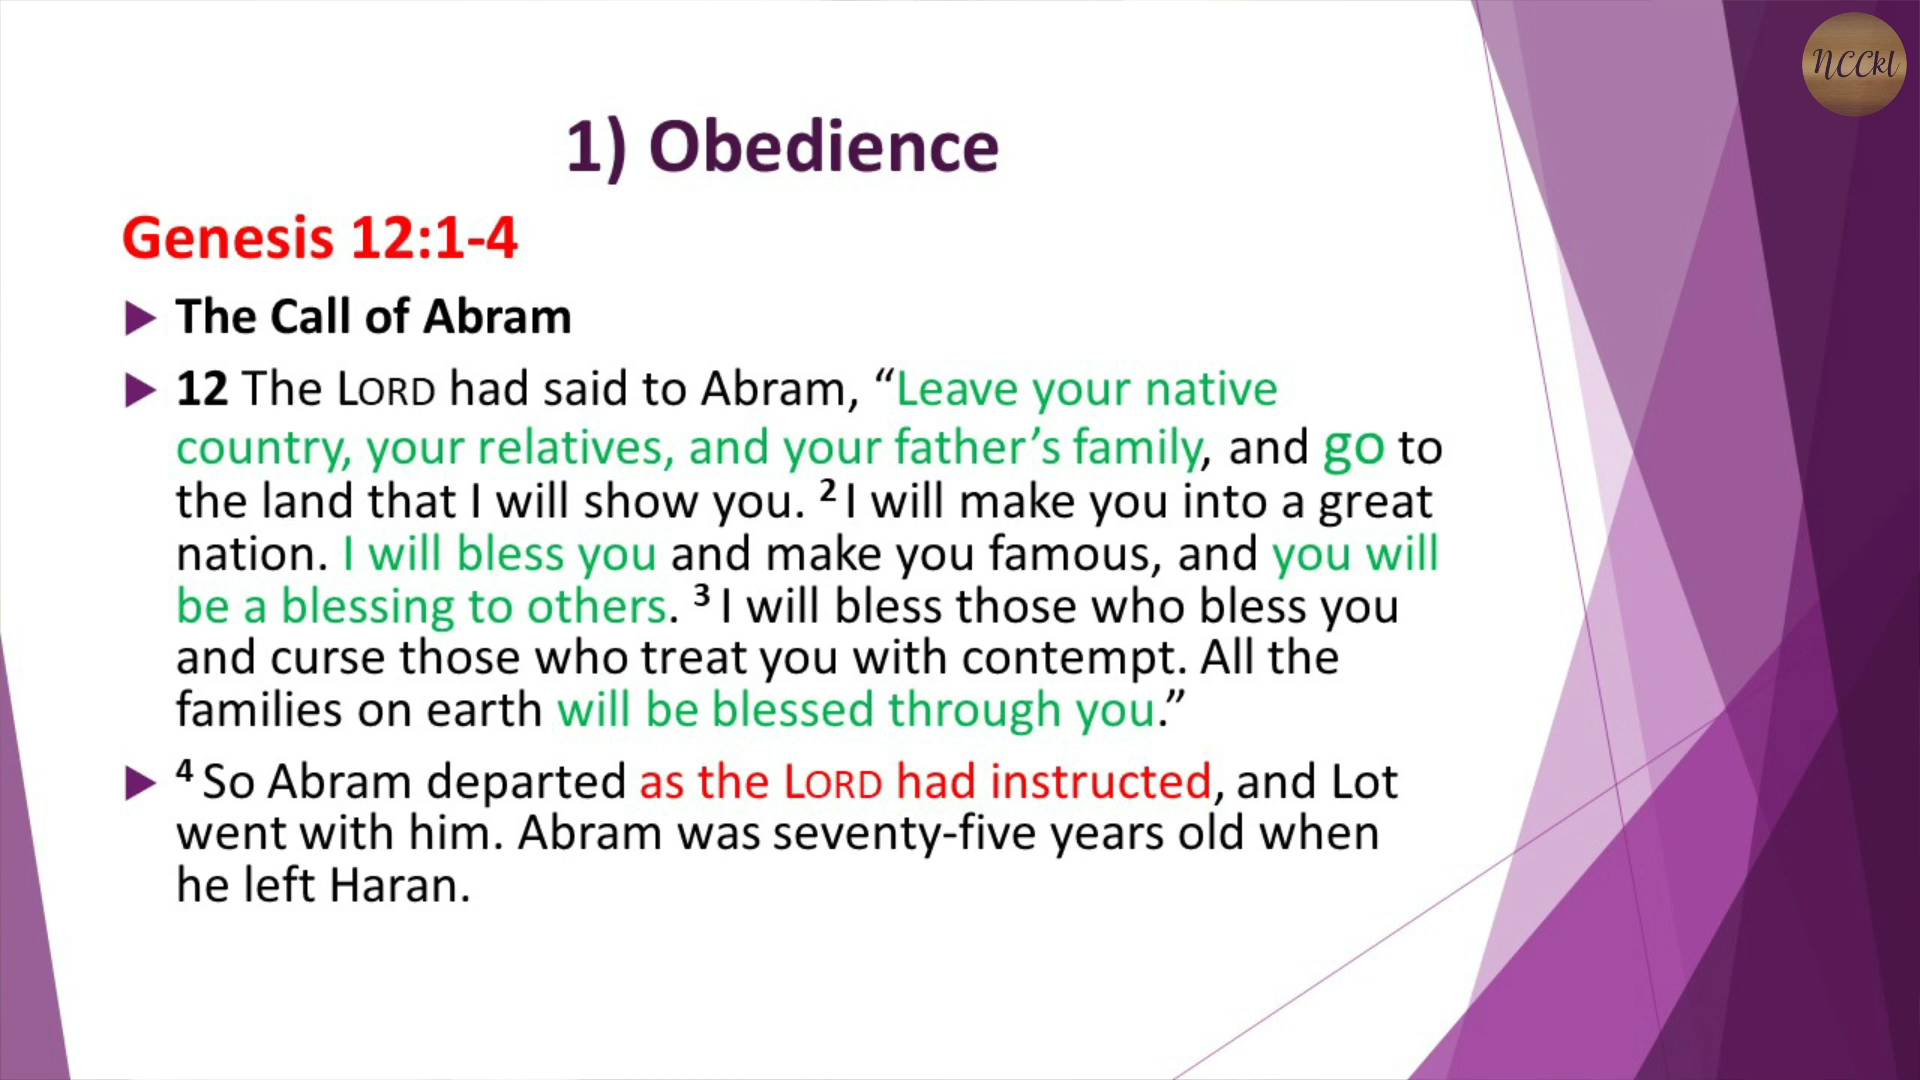 NCCkl
1) Obedience
Genesis 12:1-4
The Call of Abram
12 The LORD had said to Abram, “Leave your native
country, your relatives, and your father’s family, and go to
the land that I will show you. 2 I will make you into a great
nation. I will bless you and make you famous, and you will
be a blessing to others. 3 I will bless those who bless you
and curse those who treat you with contempt. All the
families on earth will be blessed through you.”
4 So Abram departed as the LORD had instructed, and Lot
went with him. Abram was seventy-five years old when
he left Haran.